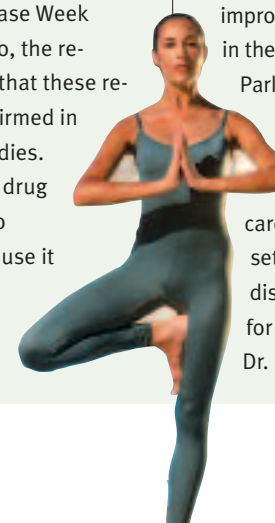 ase Week
o, the re-
that these re-
irmed in
dies.
drug
o
use it
impro
in the
Parl
care
set
dis
for
Dr.